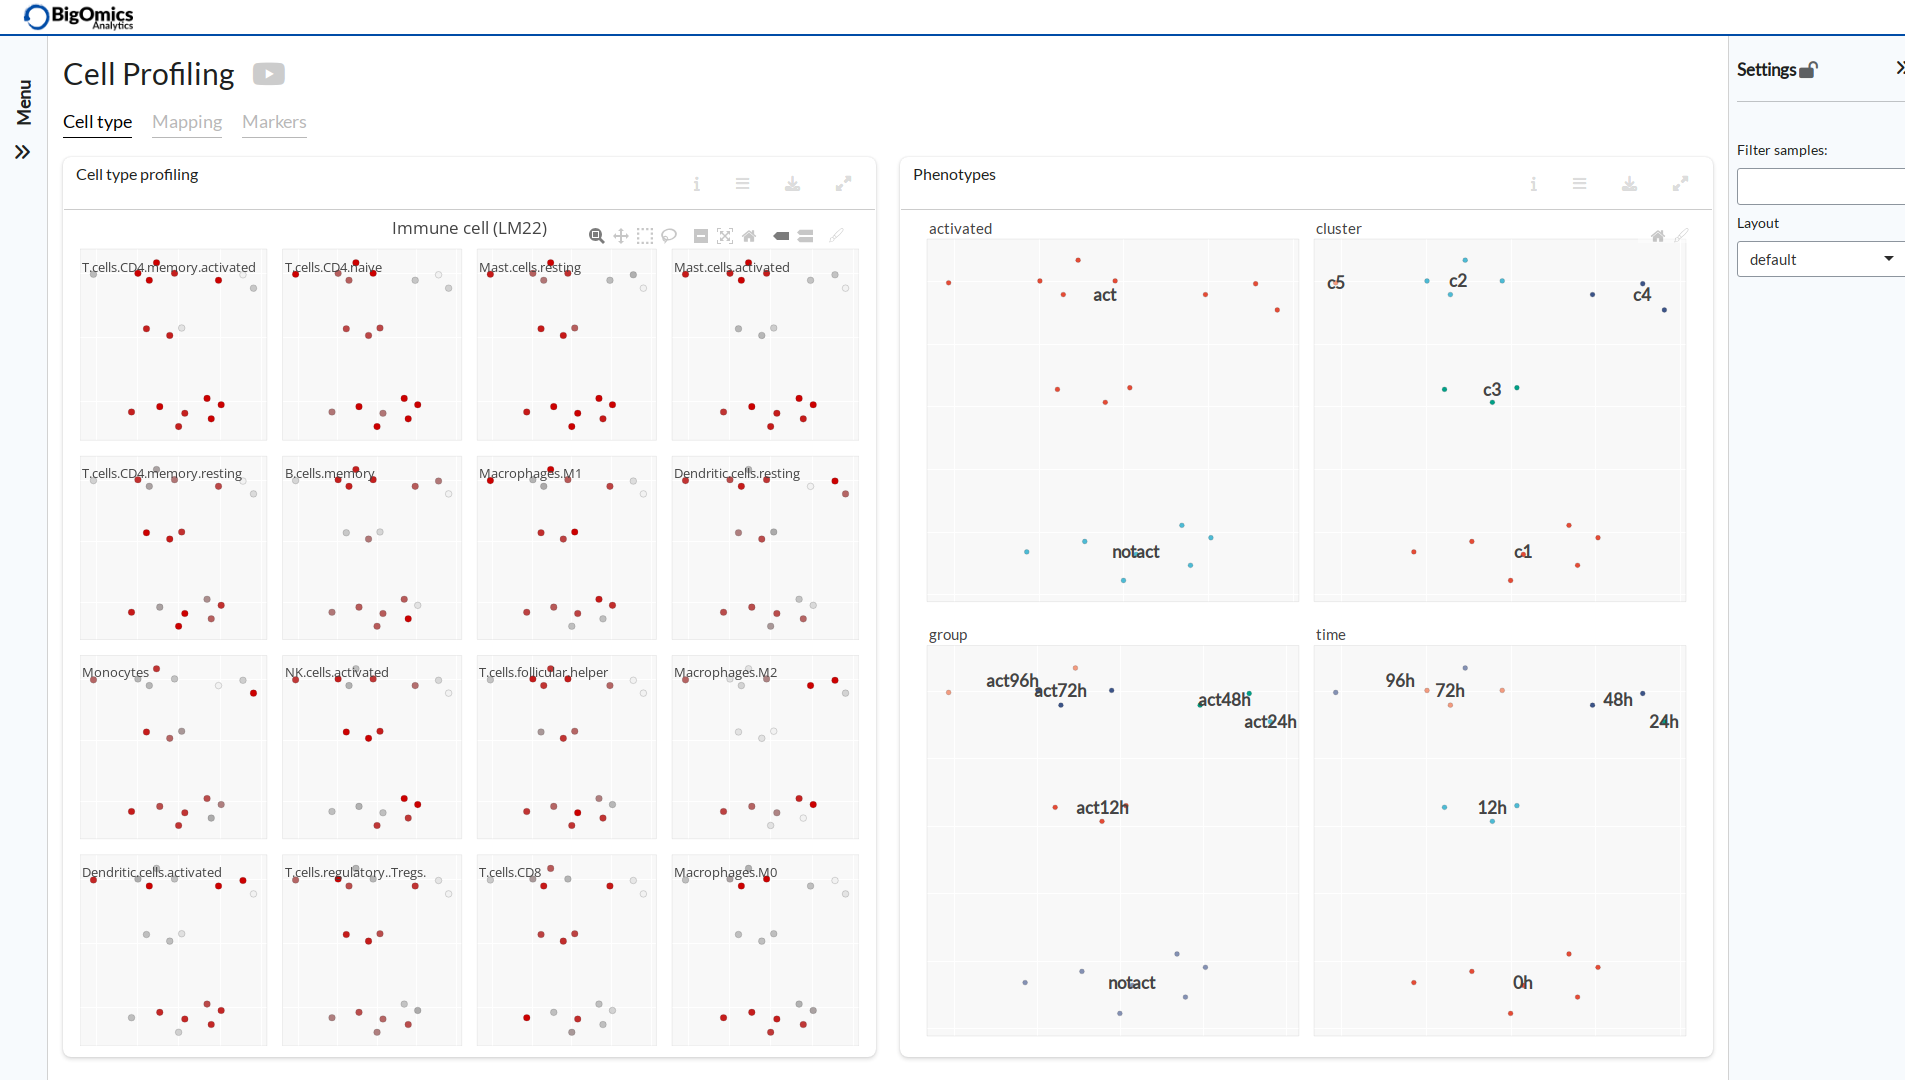 BigOmics
Analytics
Menu
Cell Profiling
Cell type Mapping Markers
Cell type profiling
Immune cell (LM22)
T.cells.CD4.memory.activated T.cells.CD4.naive Mast.cells.resting Mast.cells.activated
T.cells.CD4.memory.resting B.cells.memory Macrophages.M1 Dendritic.cells.resting
Monocytes NK.cells.activated T.cells.follicular.helper Macrophages.M2
Dendritic.cells.activated T.cells.regulatory..Tregs. T.cells.CD8 Macrophages.M0
Phenotypes
activated
act
notact
cluster
c5 c2 c4
c3
c1
group
act96h act72h act48h
act24h
act12h
notact
time
96h 72h 48h
24h
12h
0h
Settings
Filter samples:
Layout
default